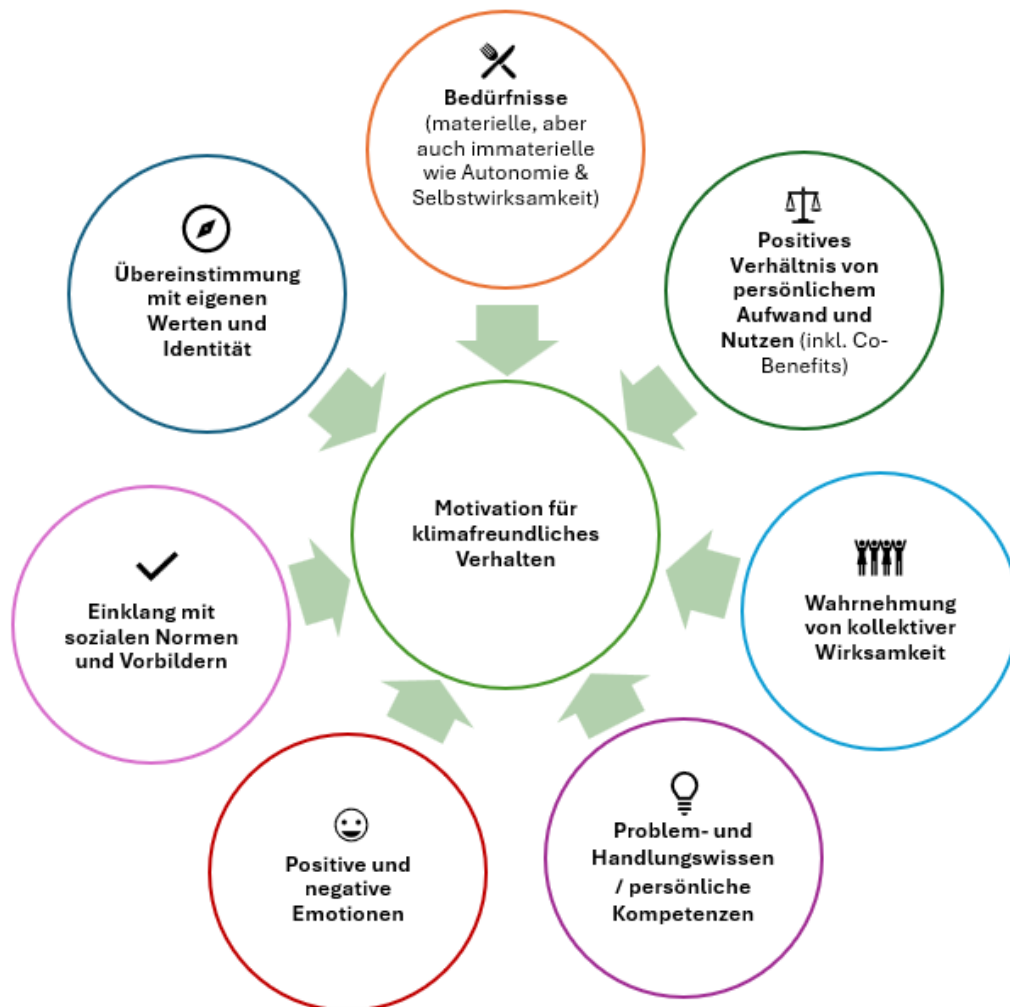 Bedürfnisse
(materielle, aber
auch immaterielle
wie Autonomie &
Selbstwirksamkeit)
Positives
Verhältnis von
persönlichem
Aufwand und
Nutzen (inkl. Co-
Benefits)
Übereinstimmung
mit eigenen
Werten und
Identität
Motivation für
klimafreundliches
Verhalten
Wahrnehmung
von kollektiver
Wirksamkeit
Einklang mit
sozialen Normen
und Vorbildern
Problem- und
Handlungswissen
/ persönliche
Kompetenzen
Positive und
negative
Emotionen